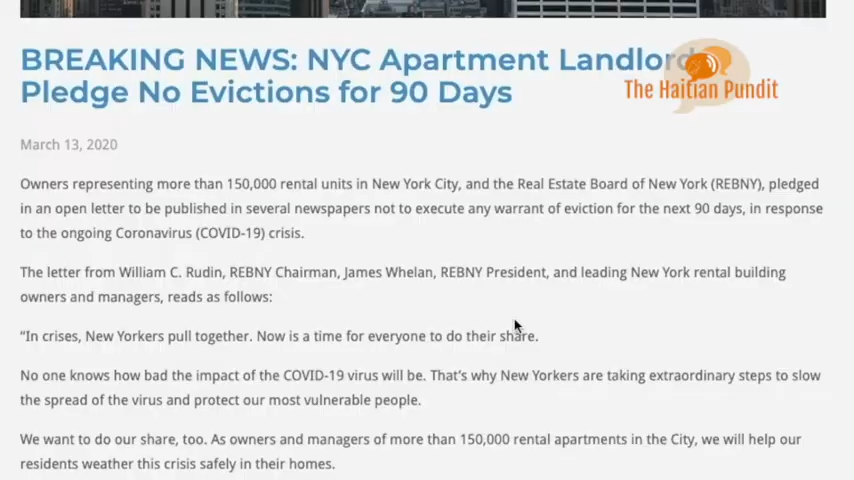 BREAKING NEWS: NYC Apartment Landlords
Pledge No Evictions for 90 Days
The Haitian Pundit
March 13, 2020
Owners representing more than 150,000 rental units in New York City, and the Real Estate Board of New York (REBNY), pledged
in an open letter to be published in several newspapers not to execute any warrant of eviction for the next 90 days, in response
to the ongoing Coronavirus (COVID-19) crisis.
The letter from William C. Rudin, REBNY Chairman, James Whelan, REBNY President, and leading New York rental building
owners and managers, reads as follows:
“In crises, New Yorkers pull together. Now is a time for everyone to do their share.
No one knows how bad the impact of the COVID-19 virus will be. That’s why New Yorkers are taking extraordinary steps to slow
the spread of the virus and protect our most vulnerable people.
We want to do our share, too. As owners and managers of more than 150,000 rental apartments in the City, we will help our
residents weather this crisis safely in their homes.